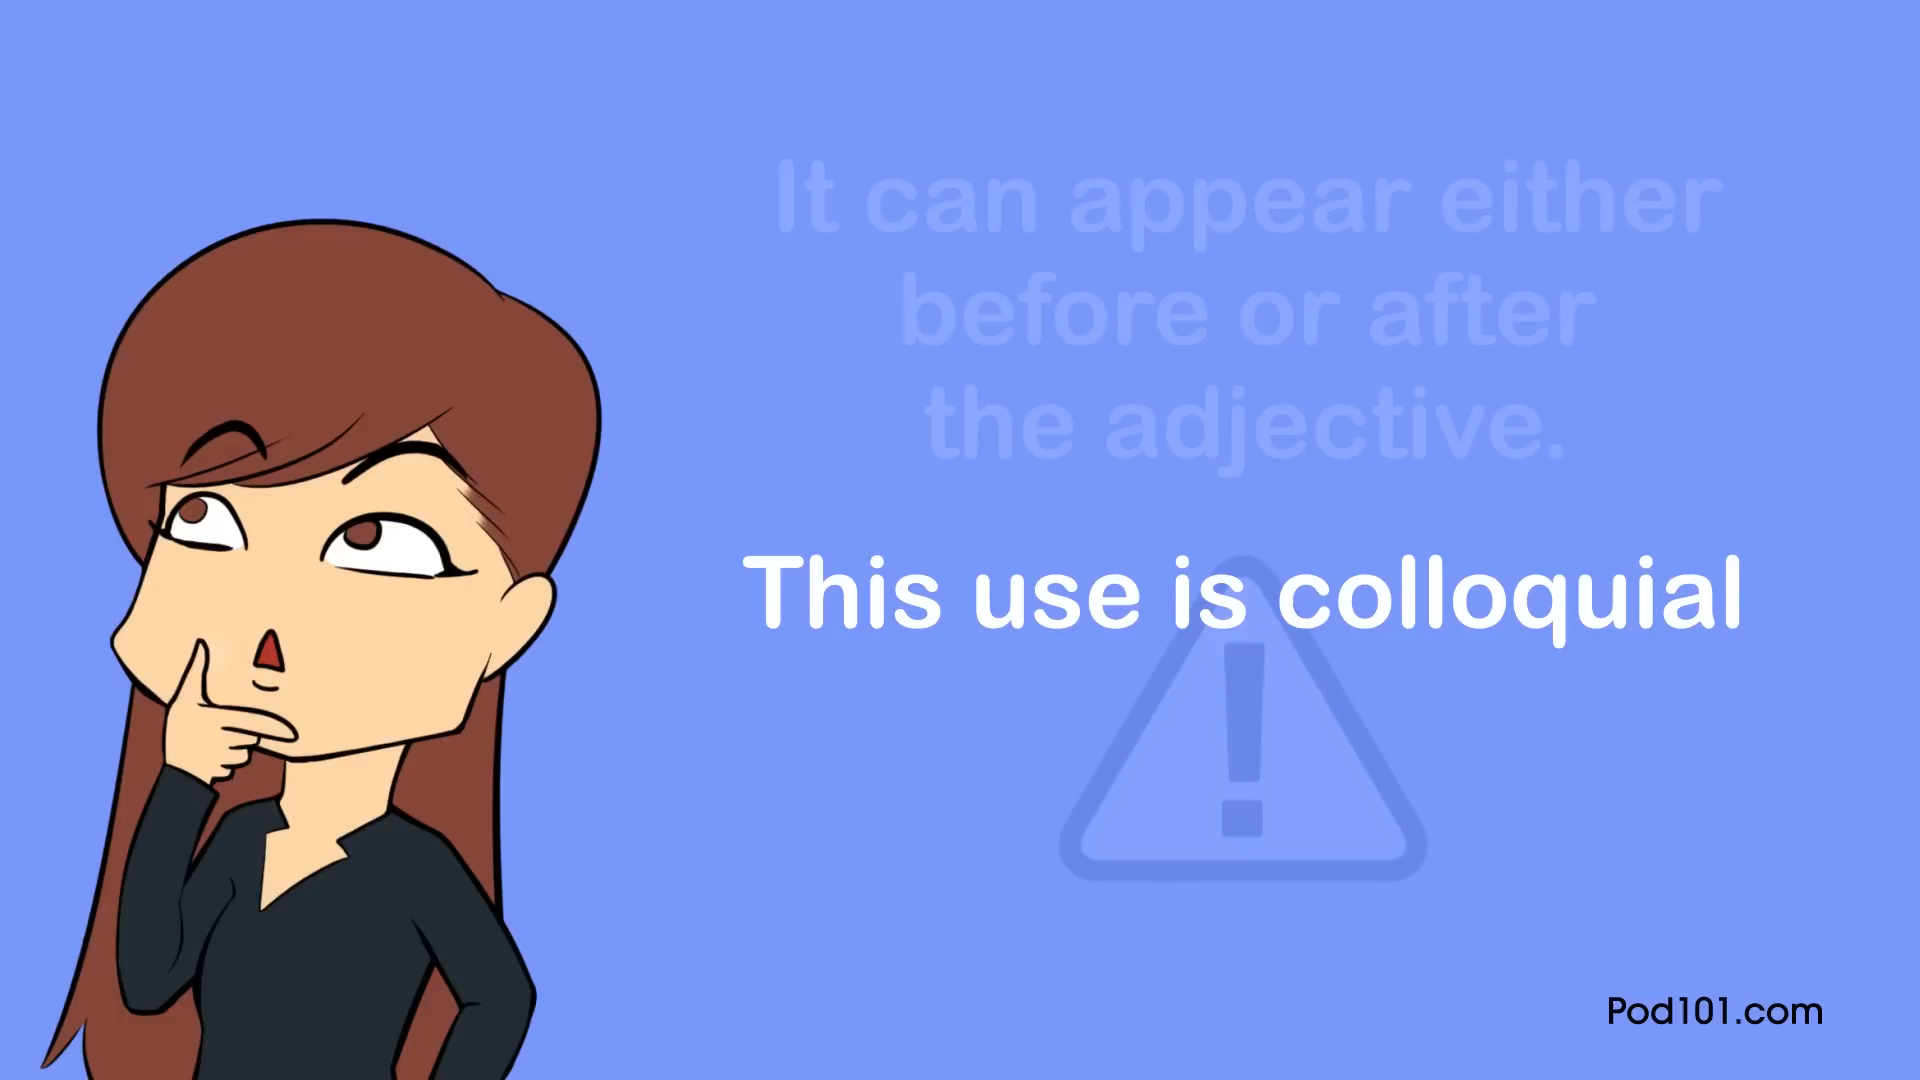 It can appear either
before or after
the adjective.
This use is colloquial
Pod101.com